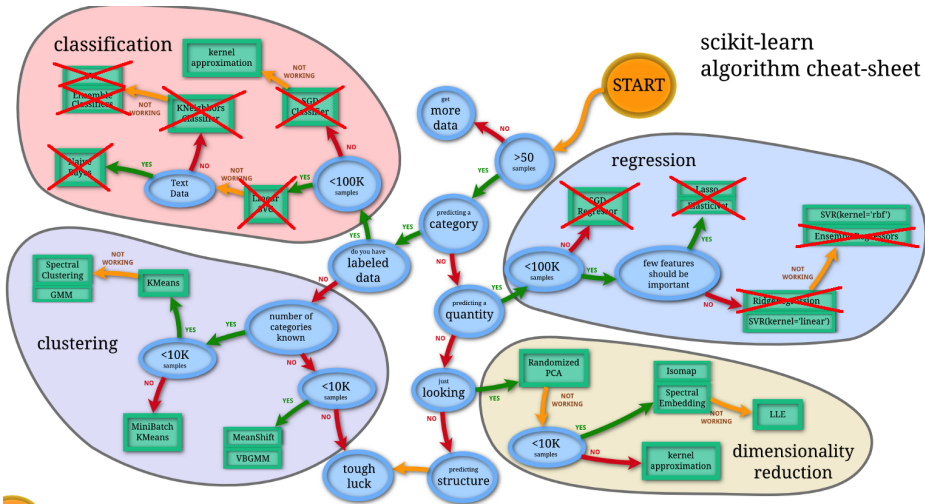 scikit-learn
algorithm cheat-sheet
START
get
more
data
NO
>50
samples
YES
predicting a
category
YES
NO
do you have
labeled
data
YES
NO
predicting a
quantity
YES
NO
just
looking
YES
NO
predicting
structure
tough
luck
classification
kernel
approximation
NOT
WORKING
SGD
Classifier
NO
<100K
samples
YES
NOT
WORKING
Text
Data
YES
NO
Naive
Bayes
KNeighbors
Classifier
NOT
WORKING
Ensemble
Classifiers
clustering
Spectral
Clustering
GMM
NOT
WORKING
KMeans
YES
<10K
samples
NO
MiniBatch
KMeans
number of
categories
known
YES
NO
<10K
samples
YES
NO
MeanShift
VBGMM
regression
SGD
Regressor
NO
<100K
samples
YES
few features
should be
important
YES
NO
Lasso
ElasticNet
SVR(kernel='rbf')
Ensemble Regressors
NOT
WORKING
Ridge Regression
SVR(kernel='linear')
dimensionality
reduction
Randomized
PCA
NOT
WORKING
<10K
samples
YES
NO
Isomap
Spectral
Embedding
NOT
WORKING
LLE
kernel
approximation